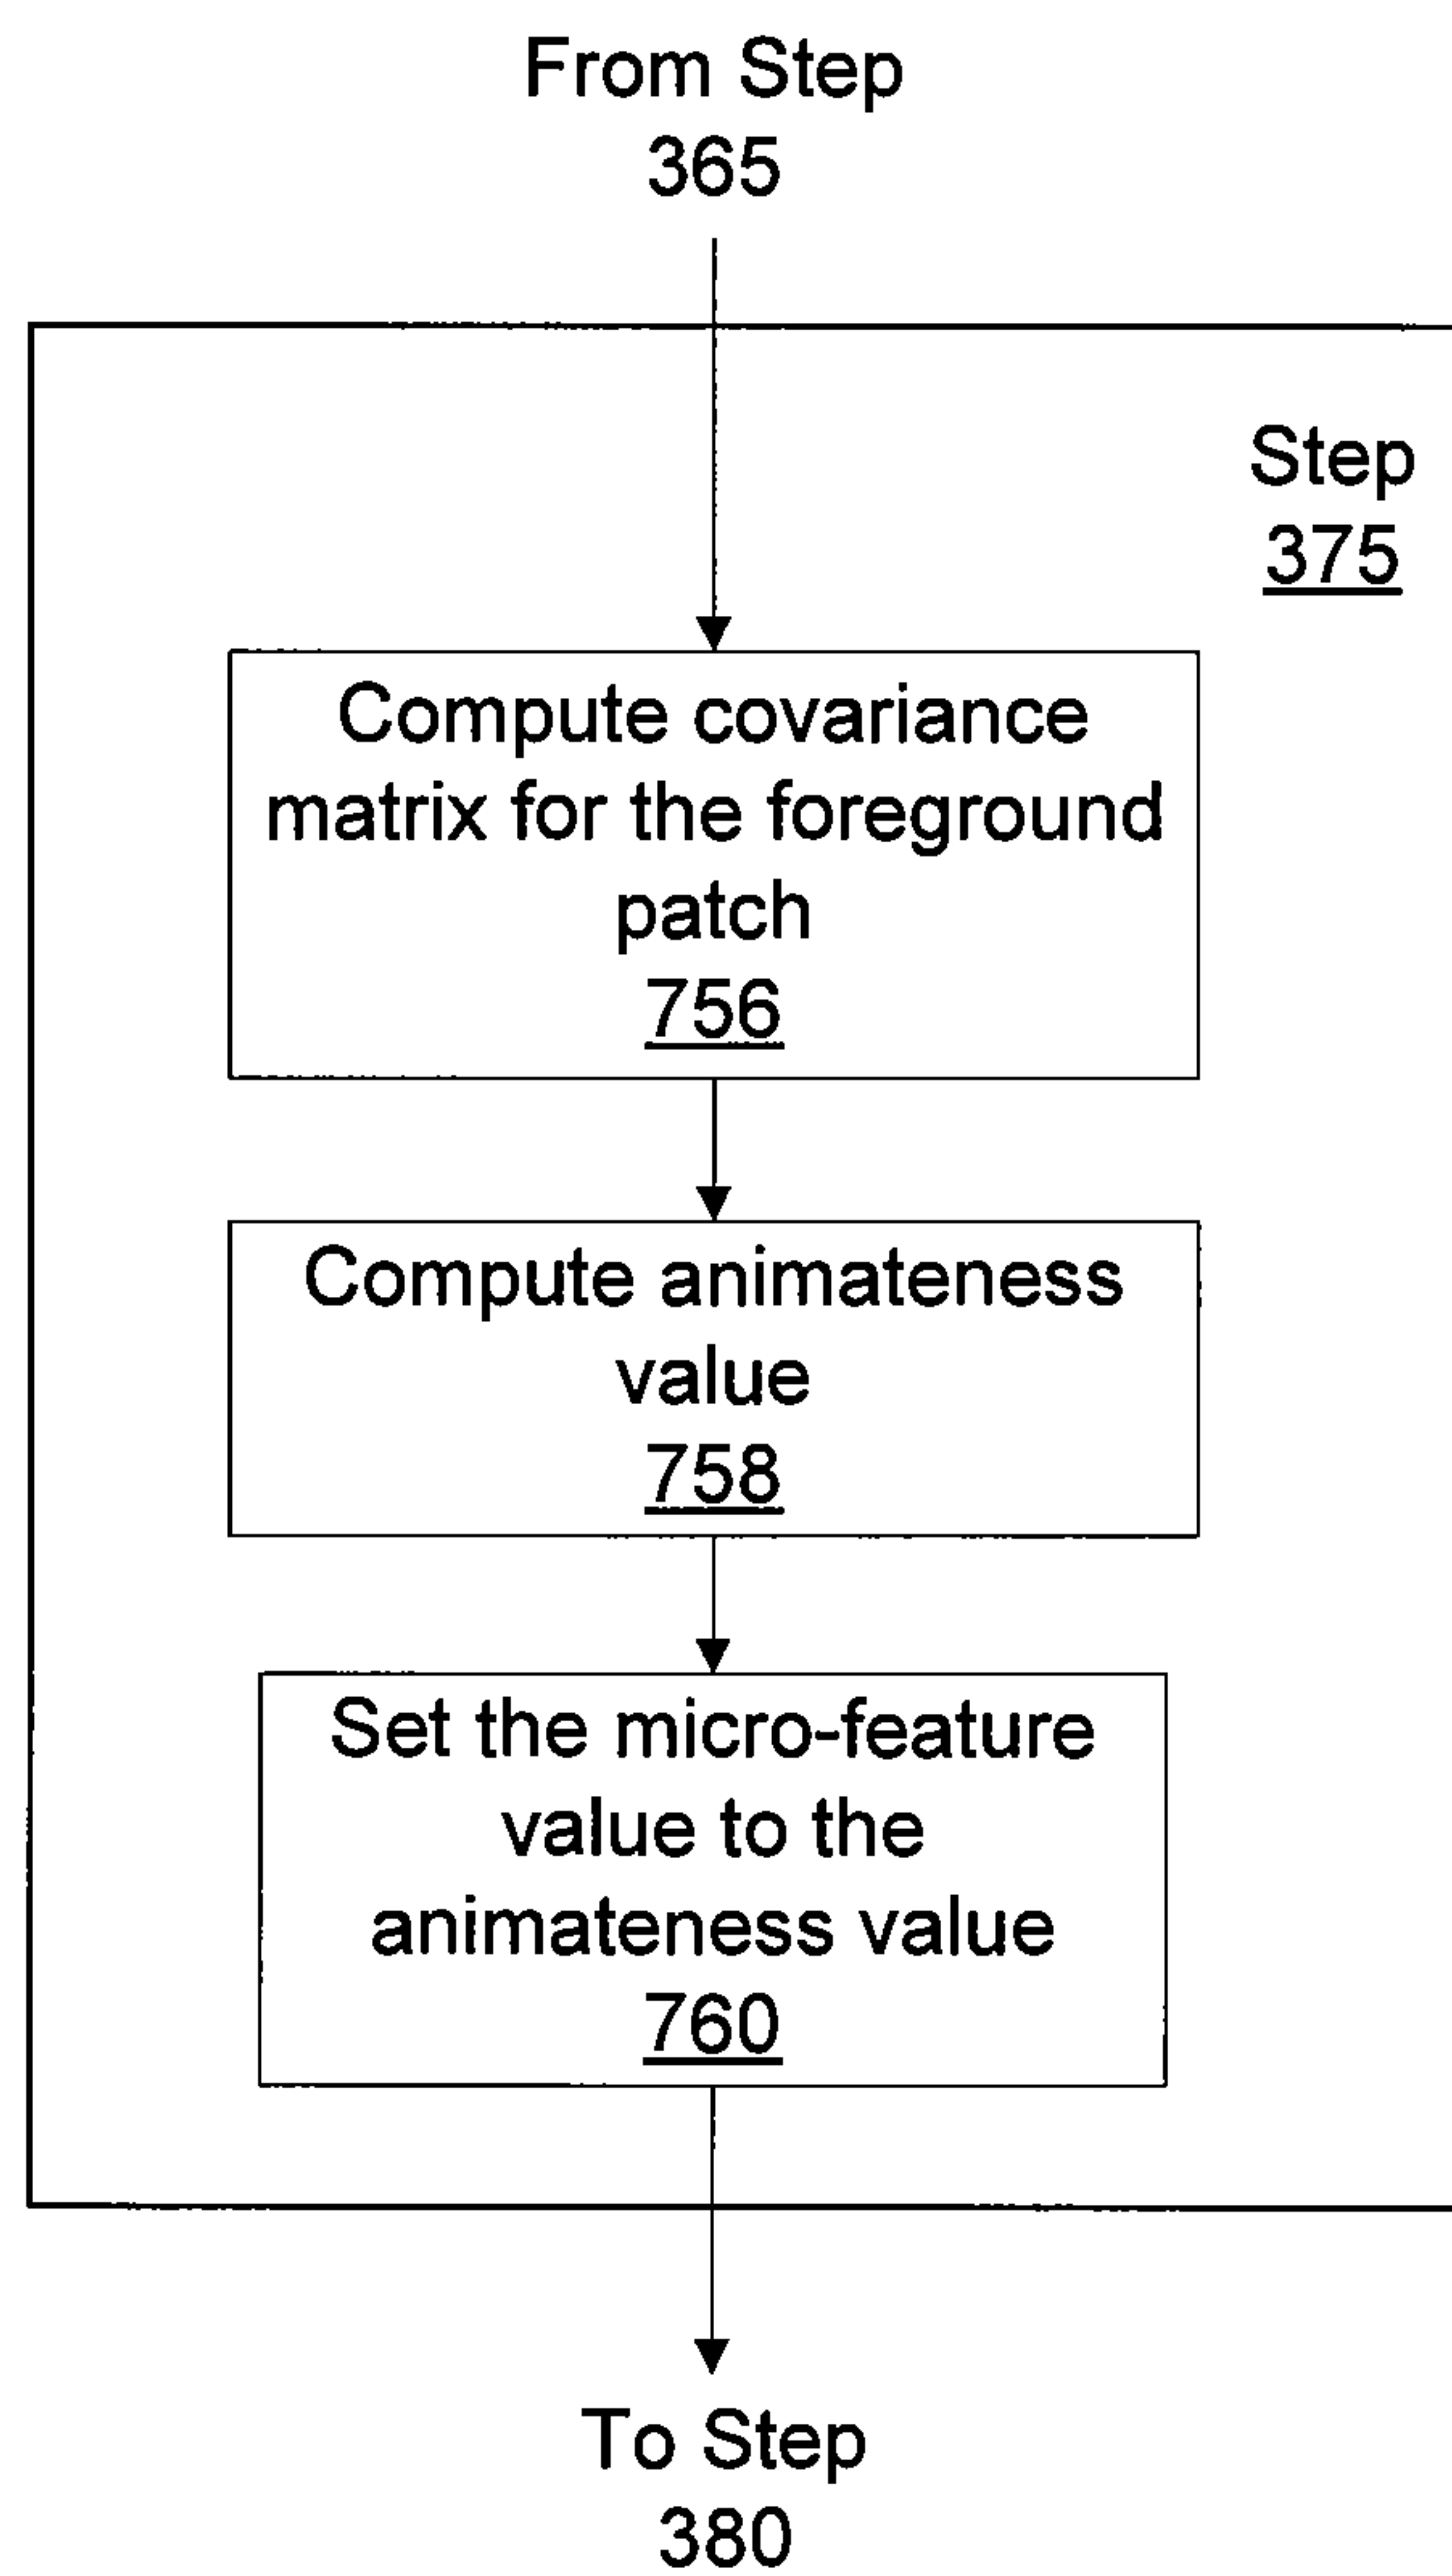 From Step
365
Step
375
Compute covariance
matrix for the foreground
patch
756
Compute animateness
value
758
Set the micro-feature
value to the
animateness value
760
To Step
380